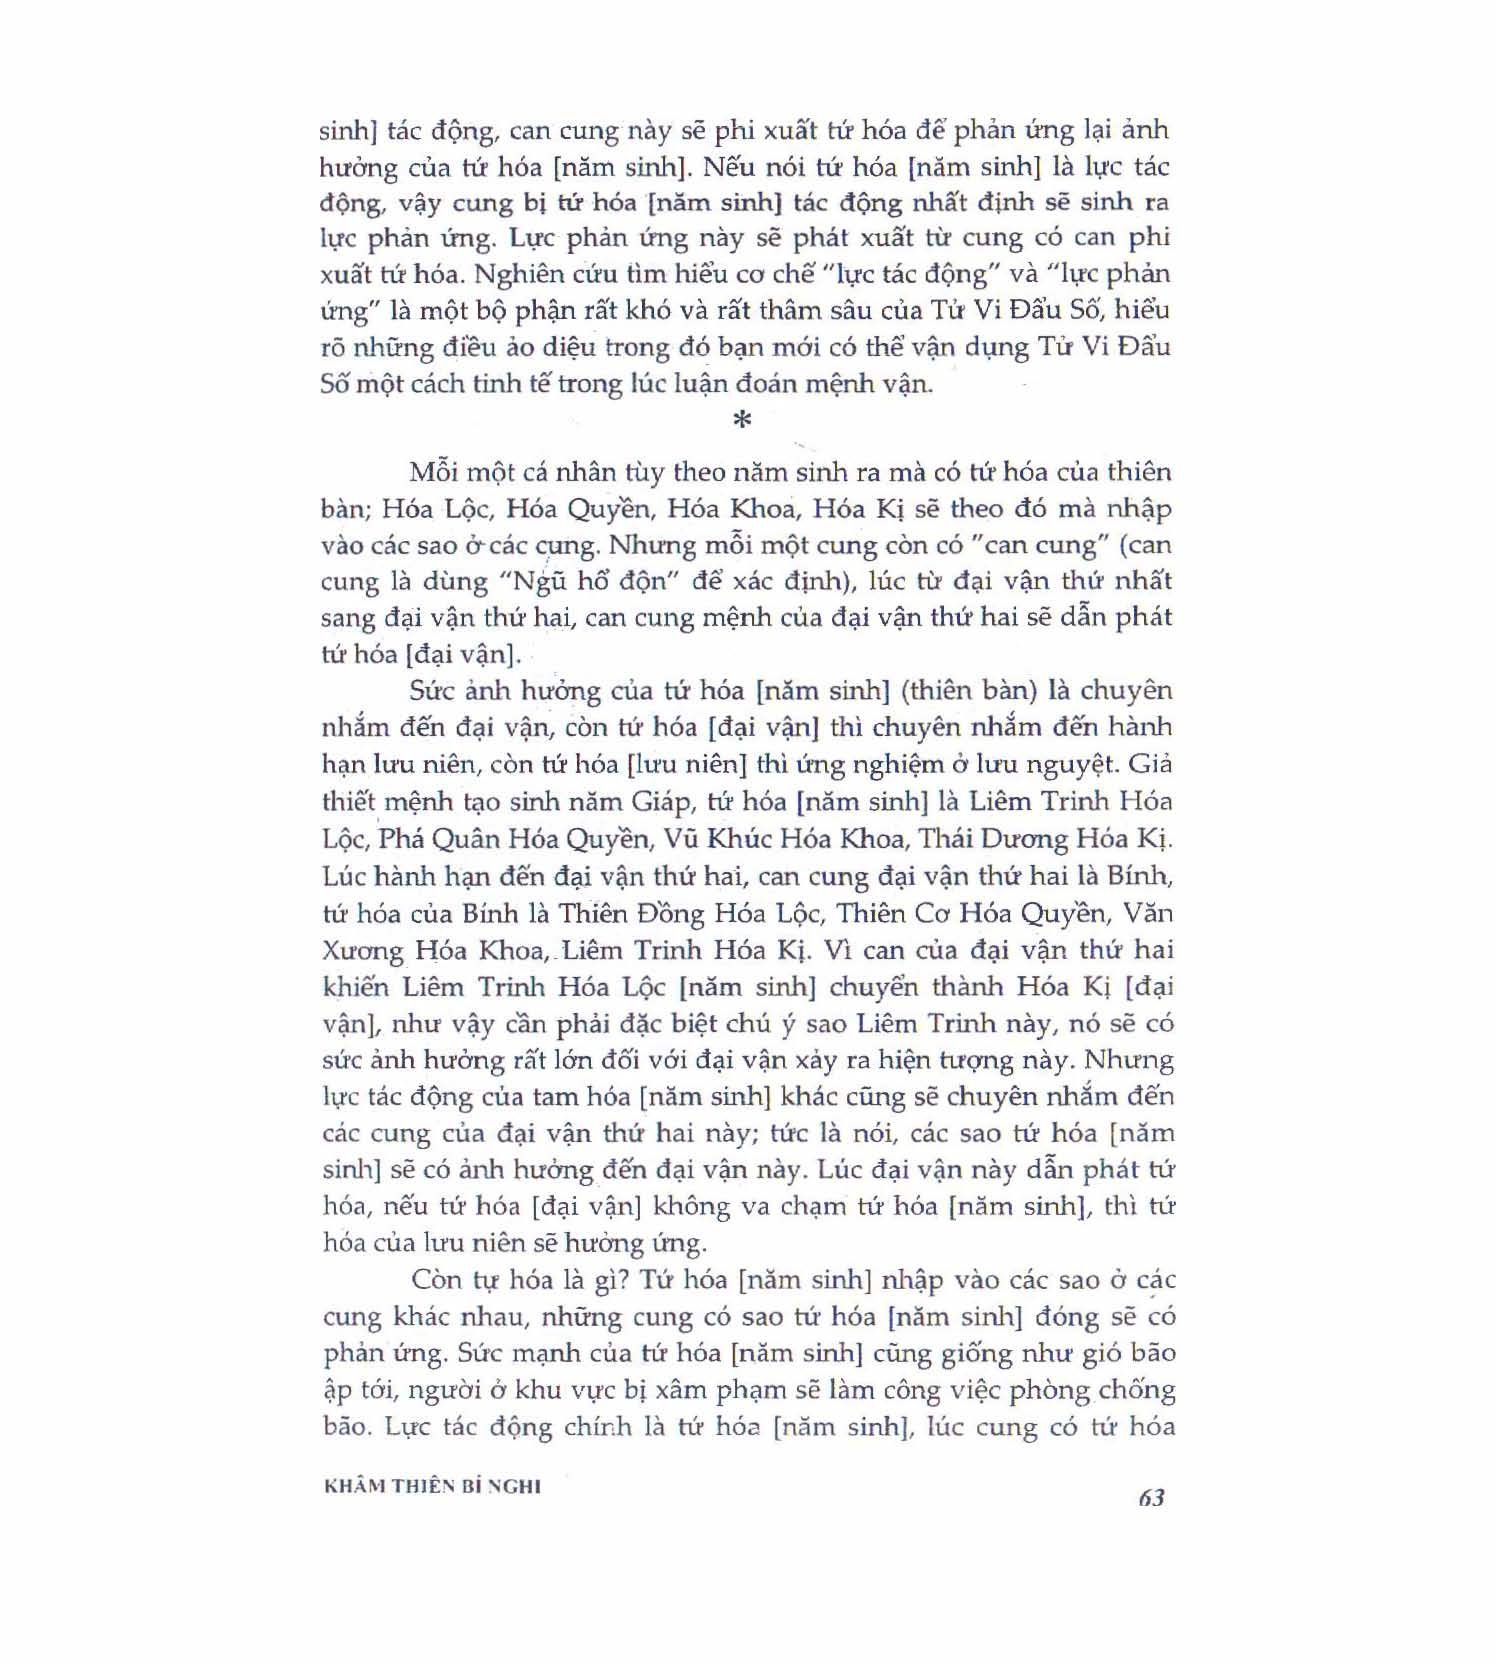 sinh] tác động, can cung này sẽ phi xuất tứ hóa để phản ứng lại ảnh
hưởng của tứ hóa [năm sinh]. Nếu nói tứ hóa [năm sinh] là lực tác
động, vậy cung bị tứ hóa [năm sinh] tác động nhất định sẽ sinh ra
lực phản ứng. Lực phản ứng này sẽ phát xuất từ cung có can phi
xuất tứ hóa. Nghiên cứu tìm hiểu cơ chế "lực tác động" và "lực phản
ứng" là một bộ phận rất khó và rất thâm sâu của Tử Vi Đẩu Số, hiểu
rõ những điều ảo diệu trong đó bạn mới có thể vận dụng Tử Vi Đẩu
Số một cách tinh tế trong lúc luận đoán mệnh vận.
*
Mỗi một cá nhân tùy theo năm sinh ra mà có tứ hóa của thiên
bàn; Hóa Lộc, Hóa Quyền, Hóa Khoa, Hóa Kị sẽ theo đó mà nhập
vào các sao ở các cung. Nhưng mỗi một cung còn có "can cung" (can
cung là dùng "Ngũ hổ độn" để xác định), lúc từ đại vận thứ nhất
sang đại vận thứ hai, can cung mệnh của đại vận thứ hai sẽ dẫn phát
tứ hóa [đại vận].
Sức ảnh hưởng của tứ hóa [năm sinh] (thiên bàn) là chuyên
nhắm đến đại vận, còn tứ hóa [đại vận] thì chuyên nhắm đến hành
hạn lưu niên, còn tứ hóa [lưu niên] thì ứng nghiệm ở lưu nguyệt. Giả
thiết mệnh tạo sinh năm Giáp, tứ hóa [năm sinh] là Liêm Trinh Hóa
Lộc, Phá Quân Hóa Quyền, Vũ Khúc Hóa Khoa, Thái Dương Hóa Kị.
Lúc hành hạn đến đại vận thứ hai, can cung đại vận thứ hai là Bính,
tứ hóa của Bính là Thiên Đồng Hóa Lộc, Thiên Cơ Hóa Quyền, Văn
Xương Hóa Khoa, Liêm Trinh Hóa Kị. Vì can của đại vận thứ hai
khiến Liêm Trinh Hóa Lộc [năm sinh] chuyển thành Hóa Kị [đại
vận], như vậy cần phải đặc biệt chú ý sao Liêm Trinh này, nó sẽ có
sức ảnh hưởng rất lớn đối với đại vận xảy ra hiện tượng này. Nhưng
lực tác động của tam hóa [năm sinh] khác cũng sẽ chuyên nhắm đến
các cung của đại vận thứ hai này; tức là nói, các sao tứ hóa [năm
sinh] sẽ có ảnh hưởng đến đại vận này. Lúc đại vận này dẫn phát tứ
hóa, nếu tứ hóa [đại vận] không va chạm tứ hóa [năm sinh], thì tứ
hóa của lưu niên sẽ hưởng ứng.
Còn tự hóa là gì? Tứ hóa [năm sinh] nhập vào các sao ở các
cung khác nhau, những cung có sao tứ hóa [năm sinh] đóng sẽ có
phản ứng. Sức mạnh của tứ hóa [năm sinh] cũng giống như gió bão
ập tới, người ở khu vực bị xâm phạm sẽ làm công việc phòng chống
bão. Lực tác động chính là tứ hóa [năm sinh], lúc cung có tứ hóa
KHÂM THIÊN BÍ NGHI
63